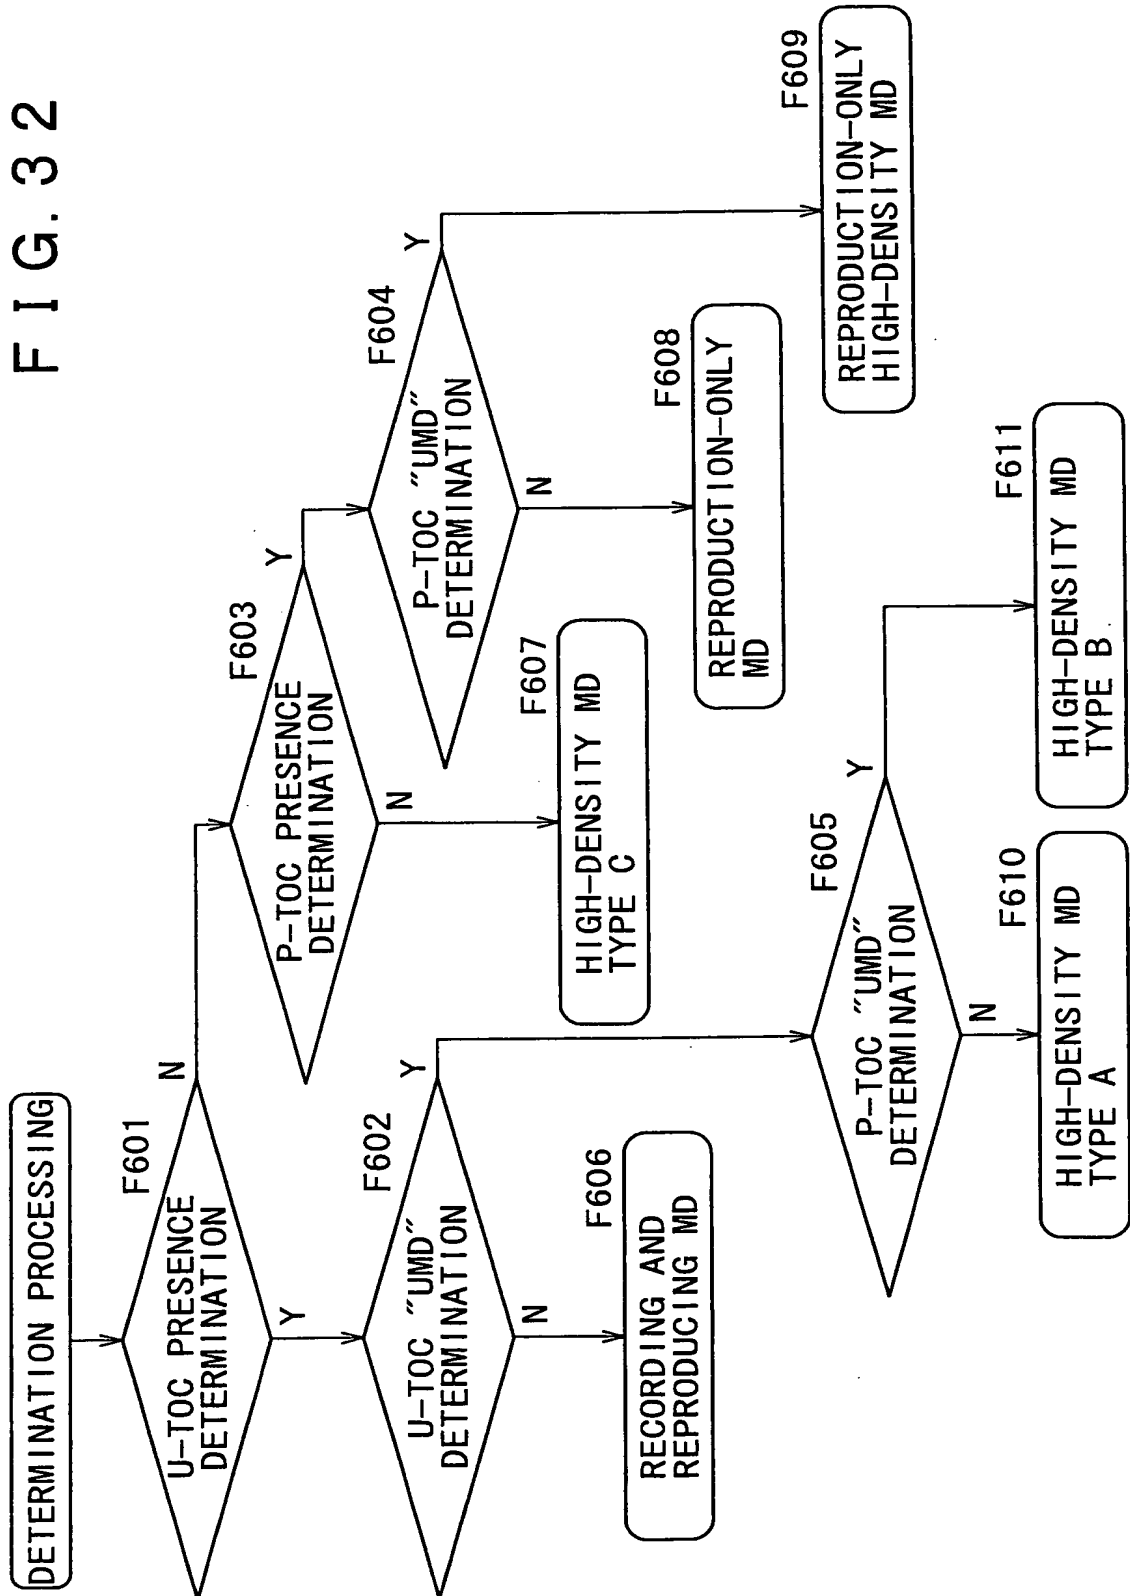 FIG. 32
DETERMINATION PROCESSING
F601
U-TOC PRESENCE
DETERMINATION
N
Y
F602
U-TOC "UMD"
DETERMINATION
Y
N
F603
P-TOC PRESENCE
DETERMINATION
Y
N
F604
P-TOC "UMD"
DETERMINATION
Y
N
F605
P-TOC "UMD"
DETERMINATION
Y
N
F606
RECORDING AND
REPRODUCING MD
F607
HIGH-DENSITY MD
TYPE C
F608
REPRODUCTION-ONLY
MD
F609
REPRODUCTION-ONLY
HIGH-DENSITY MD
F610
HIGH-DENSITY MD
TYPE A
F611
HIGH-DENSITY MD
TYPE B